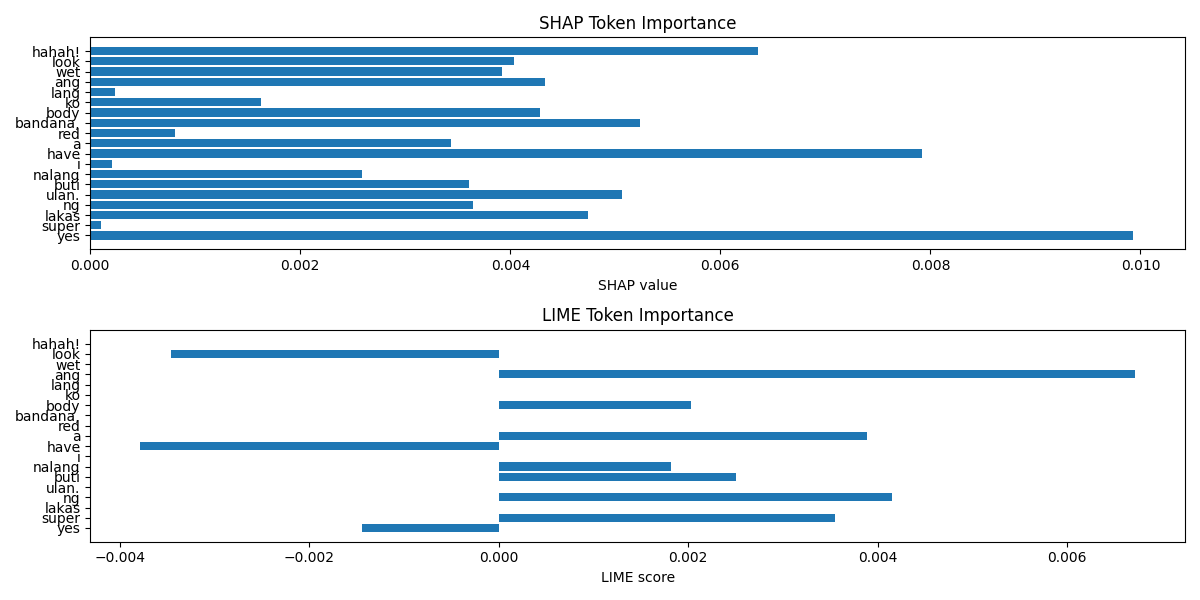 SHAP Token Importance
hahah!
look
wet
ang
lang
ko
body
bandana,
red
a
have
i
nalang
buti
ulan.
ng
lakas
super
yes
0.000 0.002 0.004 0.006 0.008 0.010
SHAP value
LIME Token Importance
hahah!
look
wet
ang
lang
ko
body
bandana,
red
a
have
i
nalang
buti
ulan.
ng
lakas
super
yes
−0.004 −0.002 0.000 0.002 0.004 0.006
LIME score